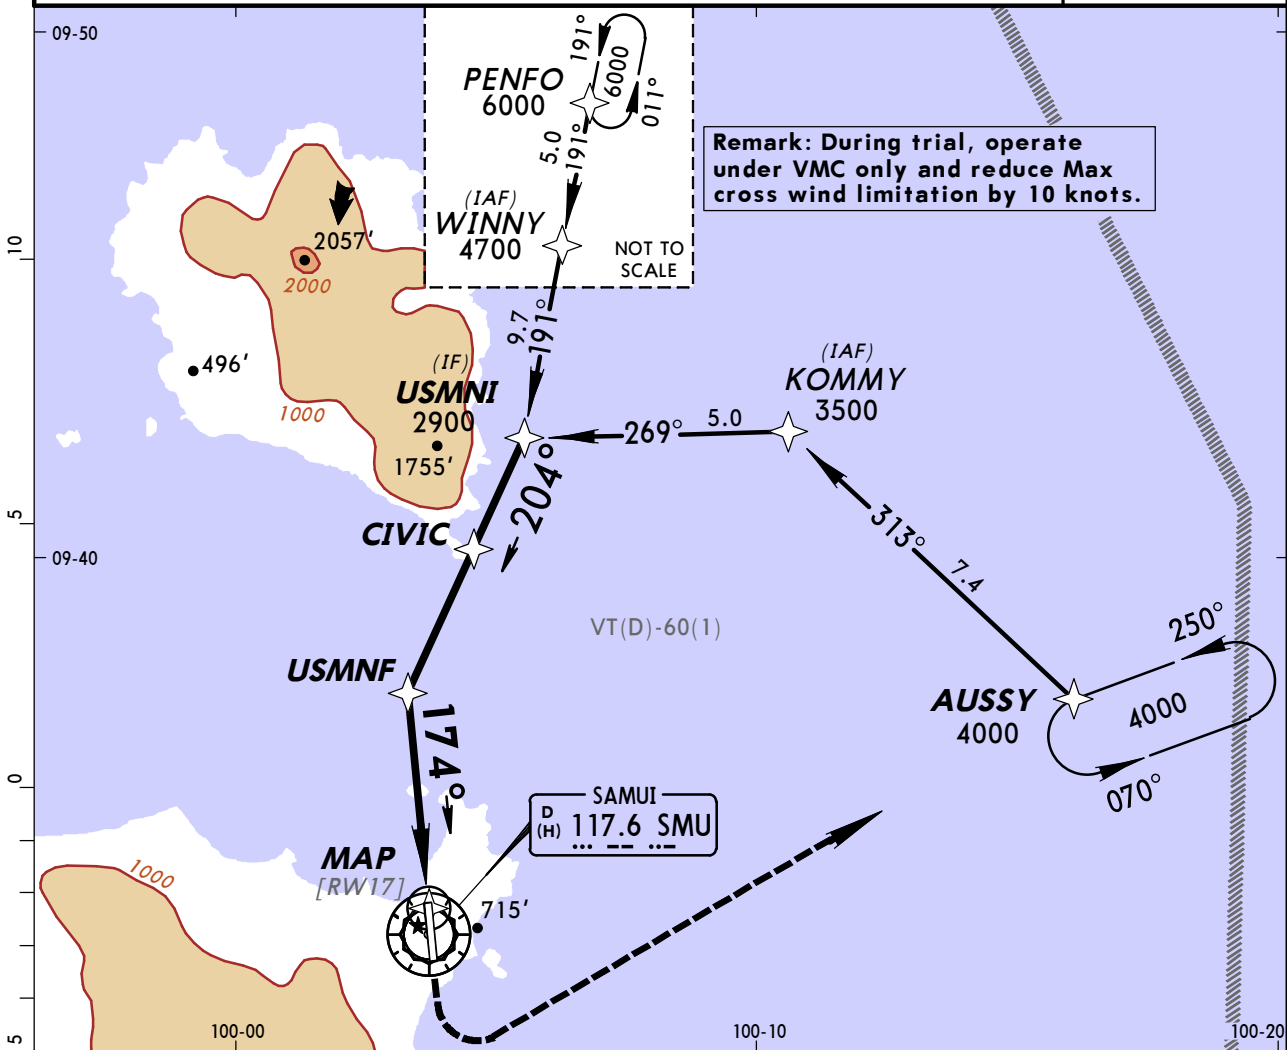 09-50
191°
6000
011°
PENFO
6000
5.0
191°
Remark: During trial, operate
under VMC only and reduce Max
cross wind limitation by 10 knots.
(IAF)
WINNY
4700
NOT TO
SCALE
10
2057'
2000
9.7
191°
496'
1000
(IF)
USMNI
2900
1755'
(IAF)
KOMMY
3500
269°
5.0
204°
5
09-40
CIVIC
313°
7.4
VT(D)-60(1)
250°
USMNF
AUSSY
4000
4000
070°
174°
0
SAMUI
D
(H)
117.6 SMU
MAP
[RW17]
1000
715'
5
100-00
100-10
100-20